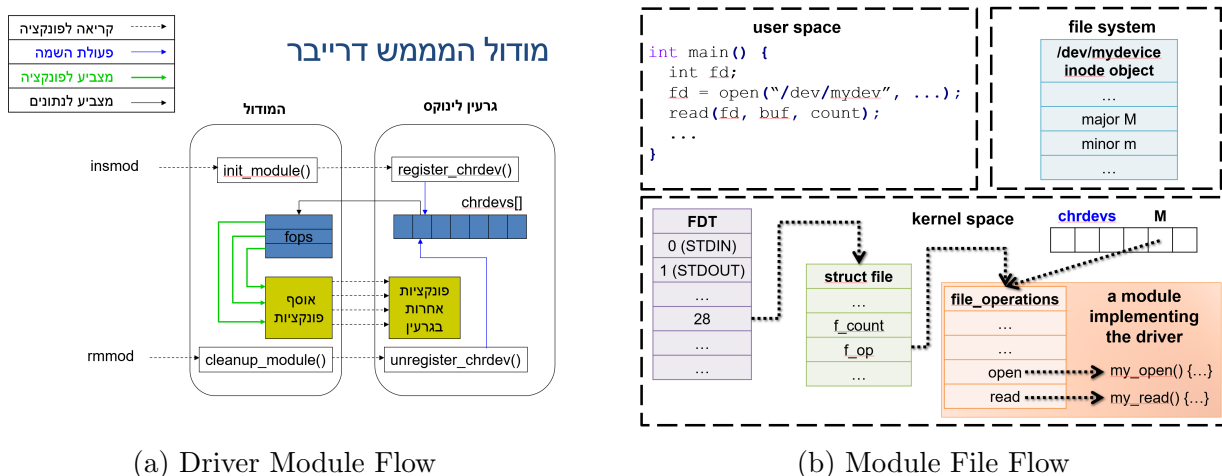 קריאה לפונקציה
פעולת השמה
מצביע לפונקציה
מצביע לנתונים
מודול המממש דרייבר
המודול
גרעין לינוקס
insmod
init_module()
register_chrdev()
chrdevs[]
fops
אוסף
פונקציות
פונקציות
אחרות
בגרעין
rmmod
cleanup_module()
unregister_chrdev()
(a) Driver Module Flow
user space
int main() {
int fd;
fd = open(“/dev/mydev”, ...);
read(fd, buf, count);
...
}
file system
/dev/mydevice
inode object
...
major M
minor m
...
kernel space
FDT
0 (STDIN)
1 (STDOUT)
...
28
...
...
struct file
...
f_count
f_op
...
chrdevs M
file_operations
...
...
open
read
a module
implementing
the driver
my_open() {...}
my_read() {...}
(b) Module File Flow